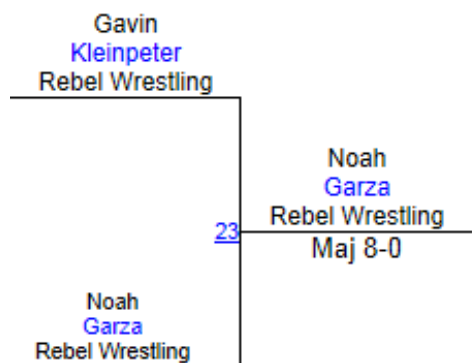 Gavin
Kleinpeter
Rebel Wrestling
Noah
Garza
Rebel Wrestling
23
Maj 8-0
Noah
Garza
Rebel Wrestling